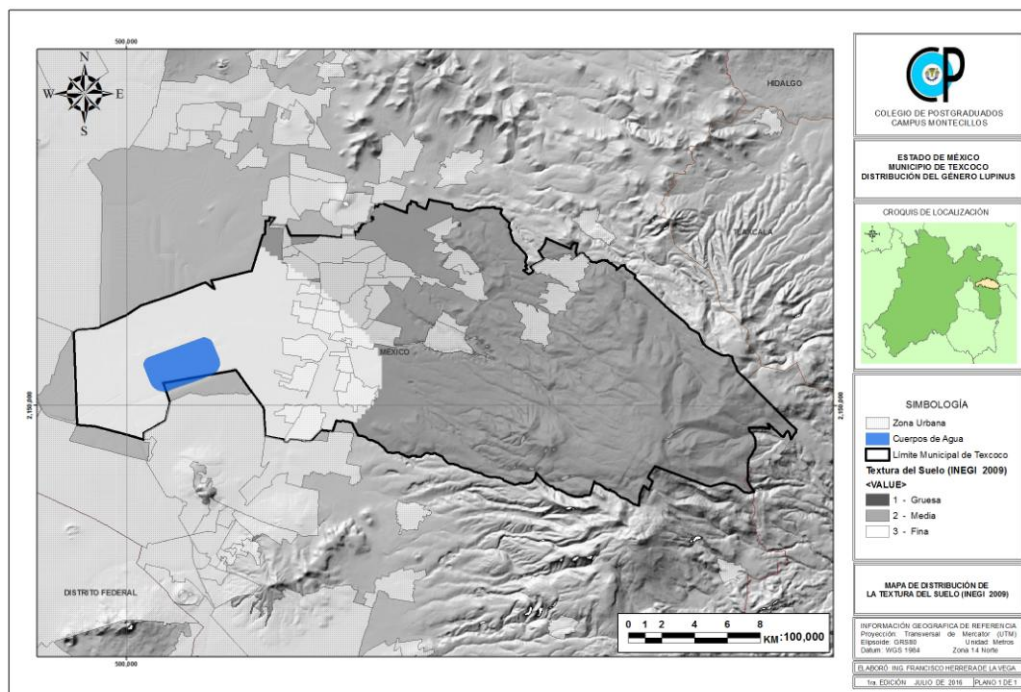 500,000
N
W E
S
HIDALGO
TLAXCALA
MÉXICO
2,150,000
2,150,000
DISTRITO FEDERAL
0 1 2 4 6 8
KM:100,000
500,000
CP
COLEGIO DE POSTGRADUADOS
CAMPUS MONTECILLOS
ESTADO DE MÉXICO
MUNICIPIO DE TEXCOCO
DISTRIBUCIÓN DEL GÉNERO LUPINUS
CROQUIS DE LOCALIZACIÓN
SIMBOLOGÍA
Zona Urbana
Cuerpos de Agua
Límite Municipal de Texcoco
Textura del Suelo (INEGI 2009)
<VALUE>
1 - Gruesa
2 - Media
3 - Fina
MAPA DE DISTRIBUCIÓN DE
LA TEXTURA DEL SUELO (INEGI 2009)
INFORMACIÓN GEOGRAFICA DE REFERENCIA
Proyección: Transversal de Mercator (UTM)
Elipsoide: GRS80 Unidad: Metros
Datum: WGS 1984 Zona 14 Norte
ELABORÓ: ING. FRANCISCO HERRERA DE LA VEGA
1ra. EDICIÓN JULIO DE 2016 PLANO 1 DE 1